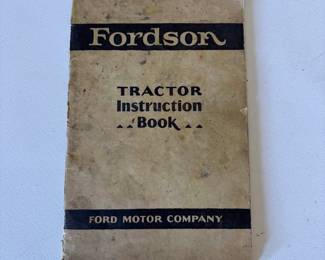 Fordson
TRACTOR
Instruction
Book
FORD MOTOR COMPANY